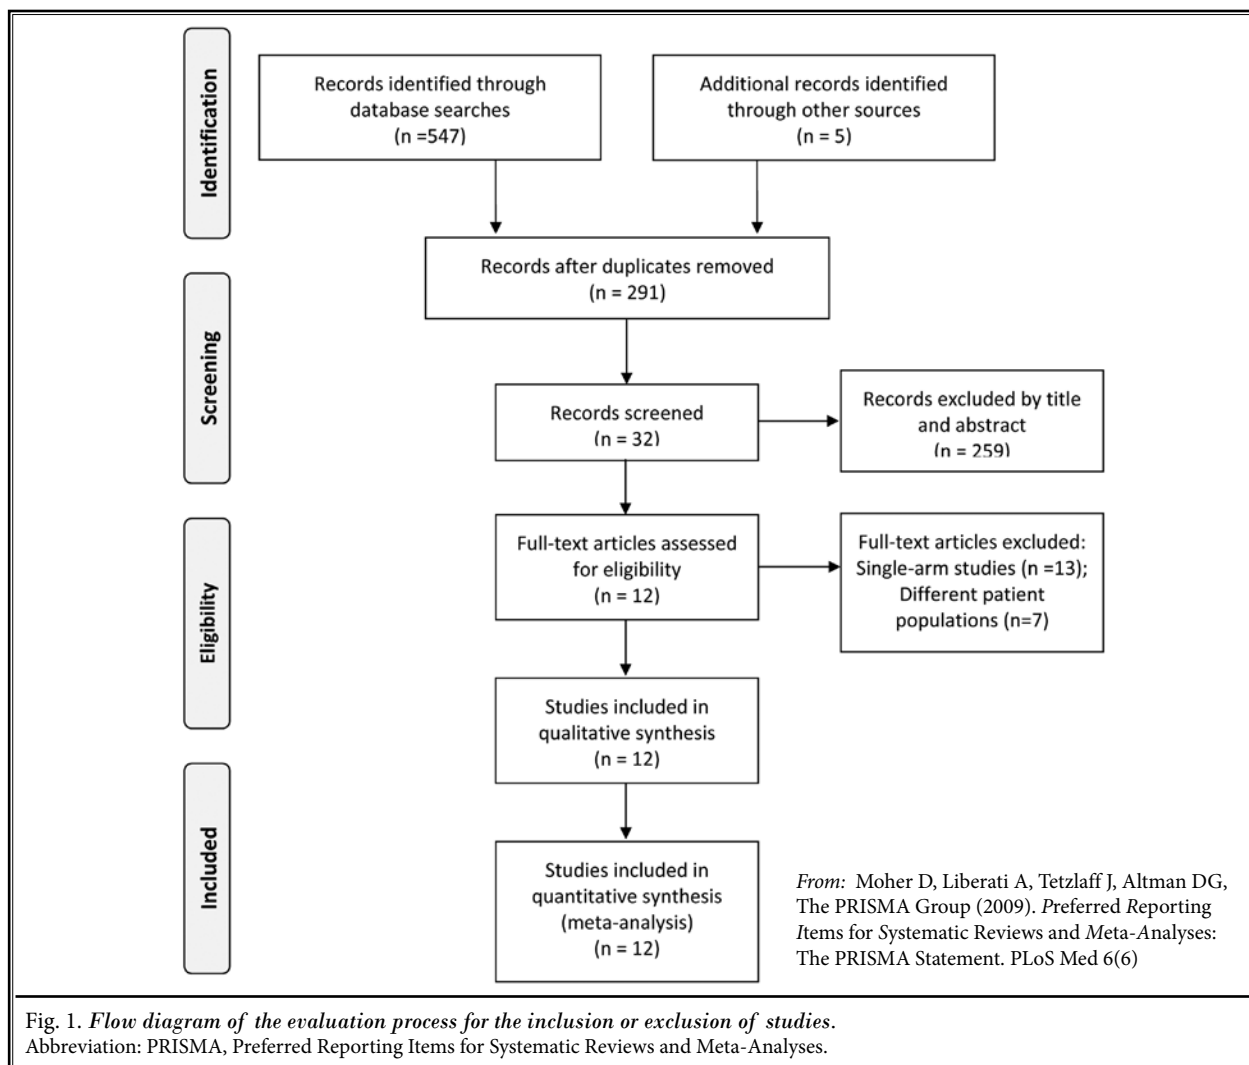 Identification
Records identified through
database searches
(n =547)
Additional records identified
through other sources
(n = 5)
Records after duplicates removed
(n = 291)
Screening
Records screened
(n = 32)
Records excluded by title
and abstract
(n = 259)
Eligibility
Full-text articles assessed
for eligibility
(n = 12)
Full-text articles excluded:
Single-arm studies (n =13);
Different patient
populations (n=7)
Studies included in
qualitative synthesis
(n = 12)
Included
Studies included in
quantitative synthesis
(meta-analysis)
(n = 12)
From: Moher D, Liberati A, Tetzlaff J, Altman DG,
The PRISMA Group (2009). Preferred Reporting
Items for Systematic Reviews and Meta-Analyses:
The PRISMA Statement. PLoS Med 6(6)
Fig. 1. Flow diagram of the evaluation process for the inclusion or exclusion of studies.
Abbreviation: PRISMA, Preferred Reporting Items for Systematic Reviews and Meta-Analyses.